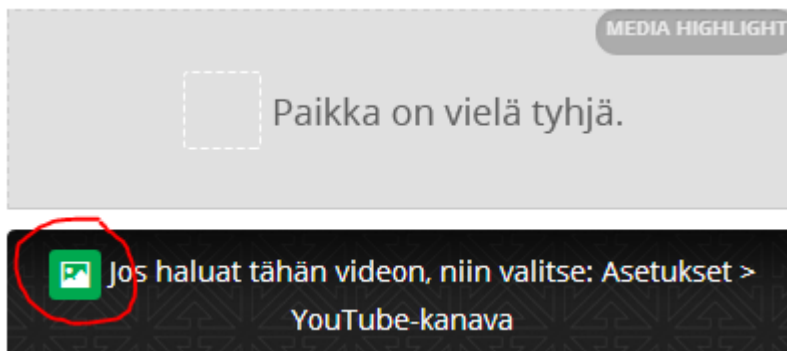 MEDIA HIGHLIGHT
Paikka on vielä tyhjä.
Jos haluat tähän videon, niin valitse: Asetukset >
YouTube-kanava